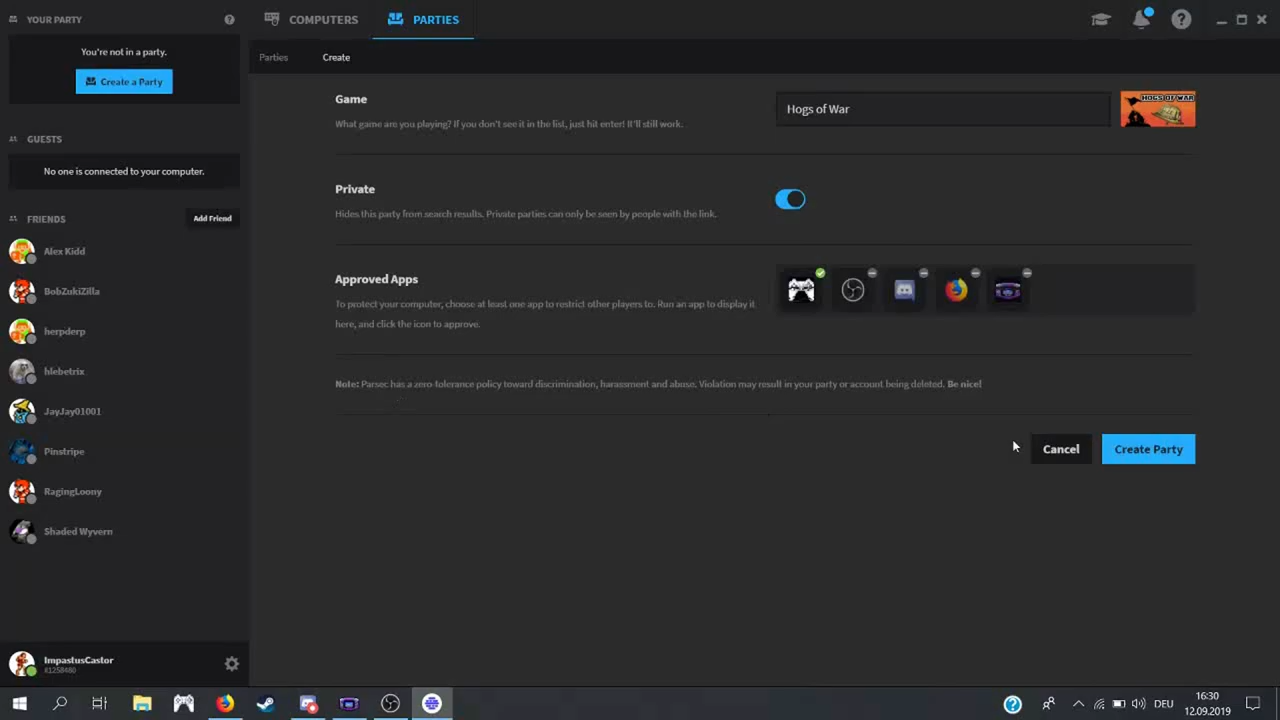 YOUR PARTY
You're not in a party.
Create a Party
GUESTS
No one is connected to your computer.
FRIENDS
Add Friend
Alex Kidd
BobZukiZilla
herpderp
hlebetrix
JayJay01001
Pinstripe
RagingLoony
Shaded Wyvern
ImpastusCastor
#1258480
COMPUTERS
PARTIES
Parties
Create
Game
What game are you playing? If you don't see it in the list, just hit enter! It'll still work.
Hogs of War
HOGS OF WAR
Private
Hides this party from search results. Private parties can only be seen by people with the link.
Approved Apps
To protect your computer, choose at least one app to restrict other players to. Run an app to display it
here, and click the icon to approve.
Note: Parsec has a zero-tolerance policy toward discrimination, harassment and abuse. Violation may result in your party or account being deleted. Be nice!
Cancel
Create Party
DEU
16:30
12.09.2019